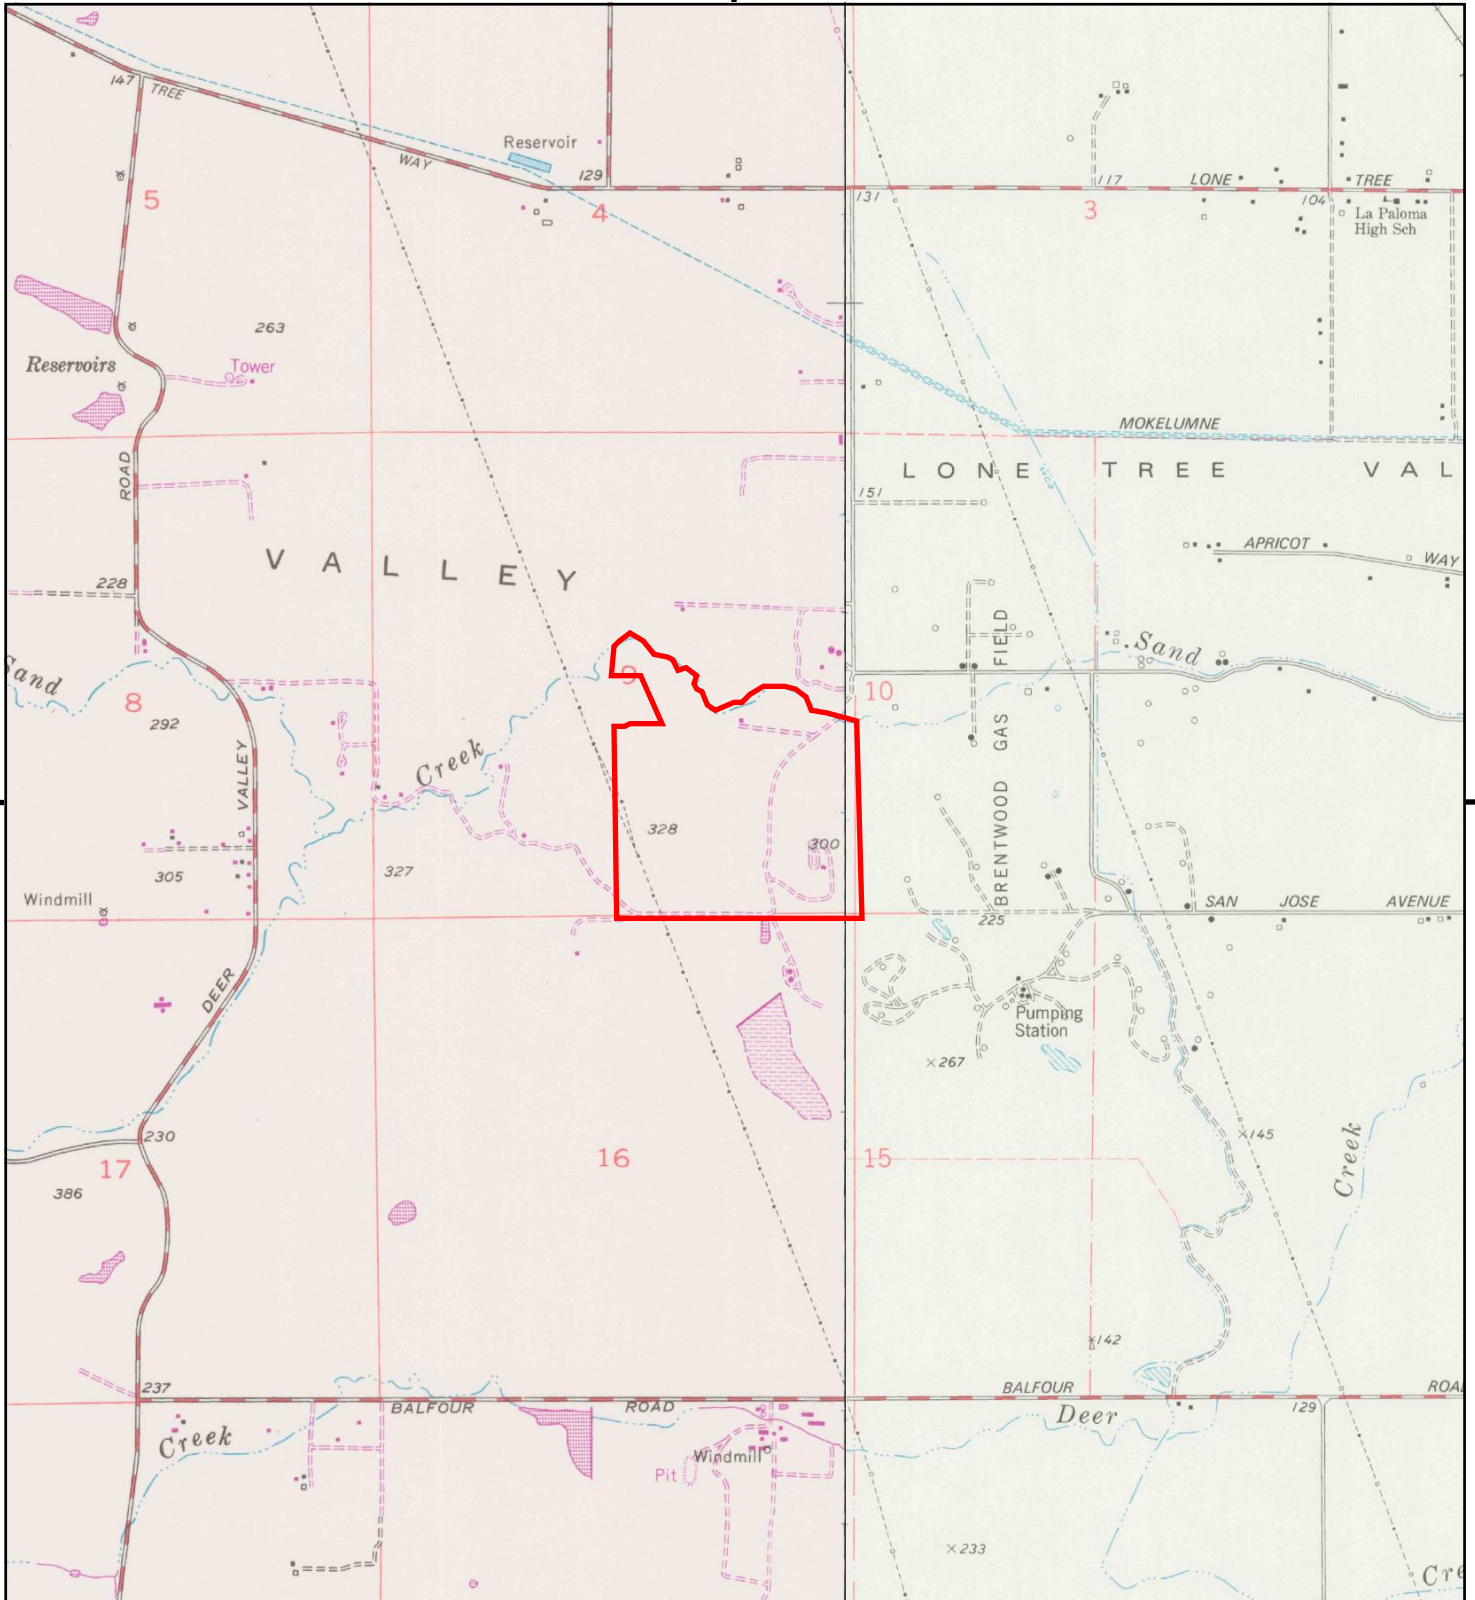 147
TREE
WAY
Reservoir
129
131
117
LONE
TREE
104
La Paloma
High Sch
5
4
3
263
Reservoirs
Tower
MOKELUMNE
LONE TREE VAL
ROAD
151
VALLEY
APRICOT
WAY
228
Sand
8
292
9
10
Sand
VALLEY
Creek
BRENTWOOD GAS FIELD
328
300
305
327
Windmill
225
SAN JOSE AVENUE
DEER
Pumping
Station
267
230
145
17
16
15
386
Creek
142
237
BALFOUR ROAD
BALFOUR
ROA
129
Creek
Deer
Windmill
Pit
233
Cre